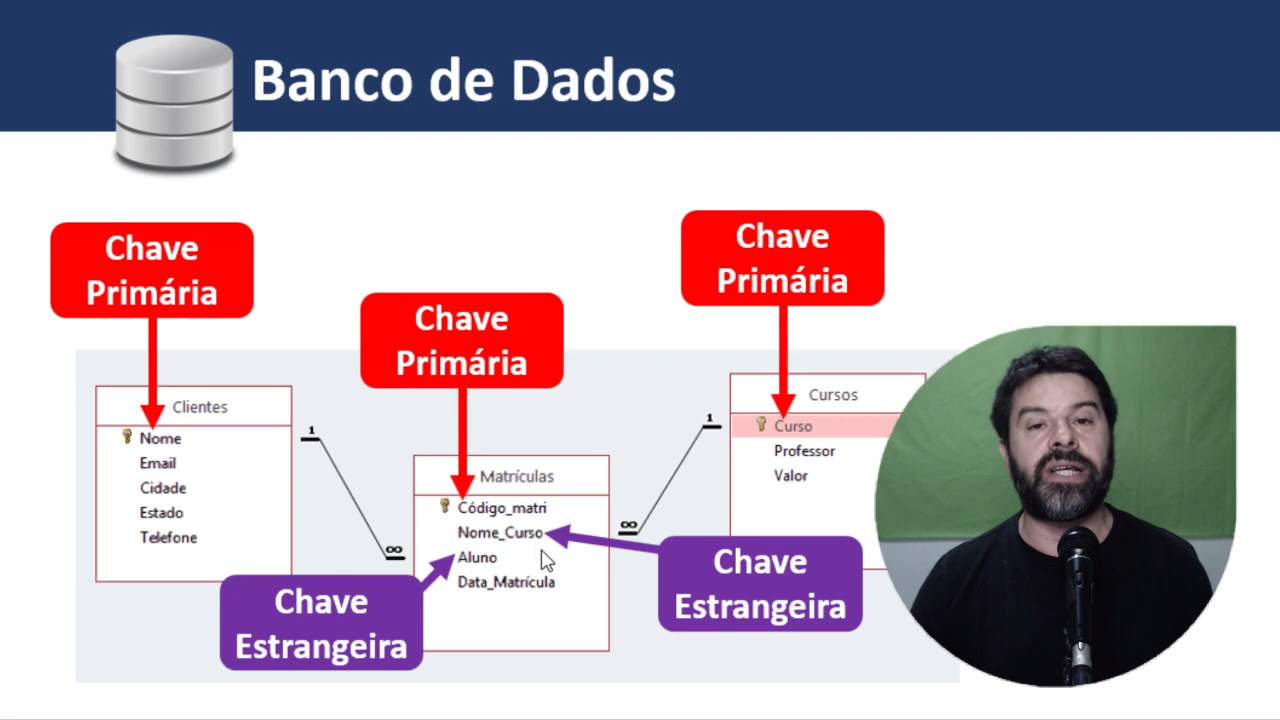 Banco de Dados
Chave
Primária
Chave
Primária
Chave
Primária
Clientes
Nome
Email
Cidade
Estado
Telefone
1
∞
Matrículas
Código_matri
Nome_Curso
Aluno
Data_Matrícula
1
∞
Cursos
Curso
Professor
Valor
Chave
Estrangeira
Chave
Estrangeira